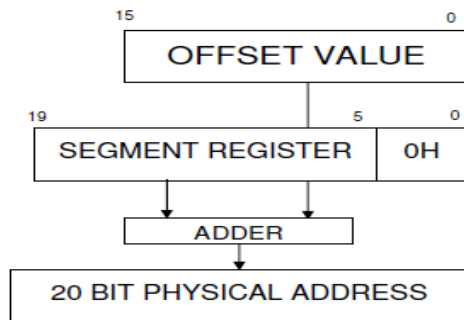 15 0
OFFSET VALUE
19 5 0
SEGMENT REGISTER 0H
ADDER
20 BIT PHYSICAL ADDRESS